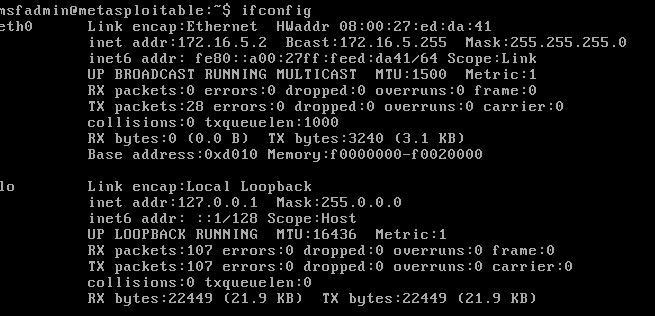 msfadmin@metasploitable:~$ ifconfig
eth0 Link encap:Ethernet HWaddr 08:00:27:ed:da:41
inet addr:172.16.5.2 Bcast:172.16.5.255 Mask:255.255.255.0
inet6 addr: fe80::a00:27ff:feed:da41/64 Scope:Link
UP BROADCAST RUNNING MULTICAST MTU:1500 Metric:1
RX packets:0 errors:0 dropped:0 overruns:0 frame:0
TX packets:28 errors:0 dropped:0 overruns:0 carrier:0
collisions:0 txqueuelen:1000
RX bytes:0 (0.0 B) TX bytes:3240 (3.1 KB)
Base address:0xd010 Memory:f0000000-f0020000
lo Link encap:Local Loopback
inet addr:127.0.0.1 Mask:255.0.0.0
inet6 addr: ::1/128 Scope:Host
UP LOOPBACK RUNNING MTU:16436 Metric:1
RX packets:107 errors:0 dropped:0 overruns:0 frame:0
TX packets:107 errors:0 dropped:0 overruns:0 carrier:0
collisions:0 txqueuelen:0
RX bytes:22449 (21.9 KB) TX bytes:22449 (21.9 KB)